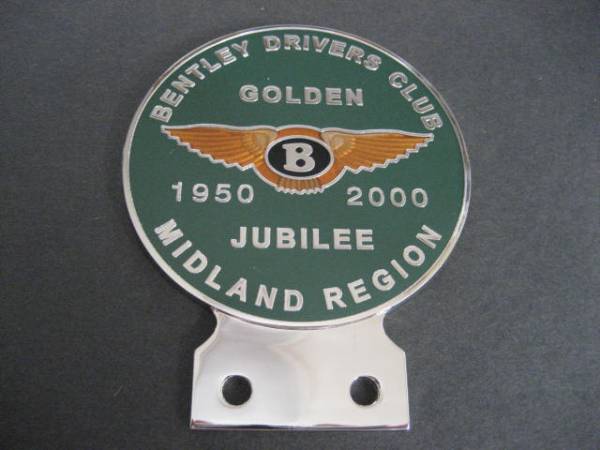 BENTLEY DRIVERS CLUB
GOLDEN
B
1950 2000
JUBILEE
MIDLAND REGION